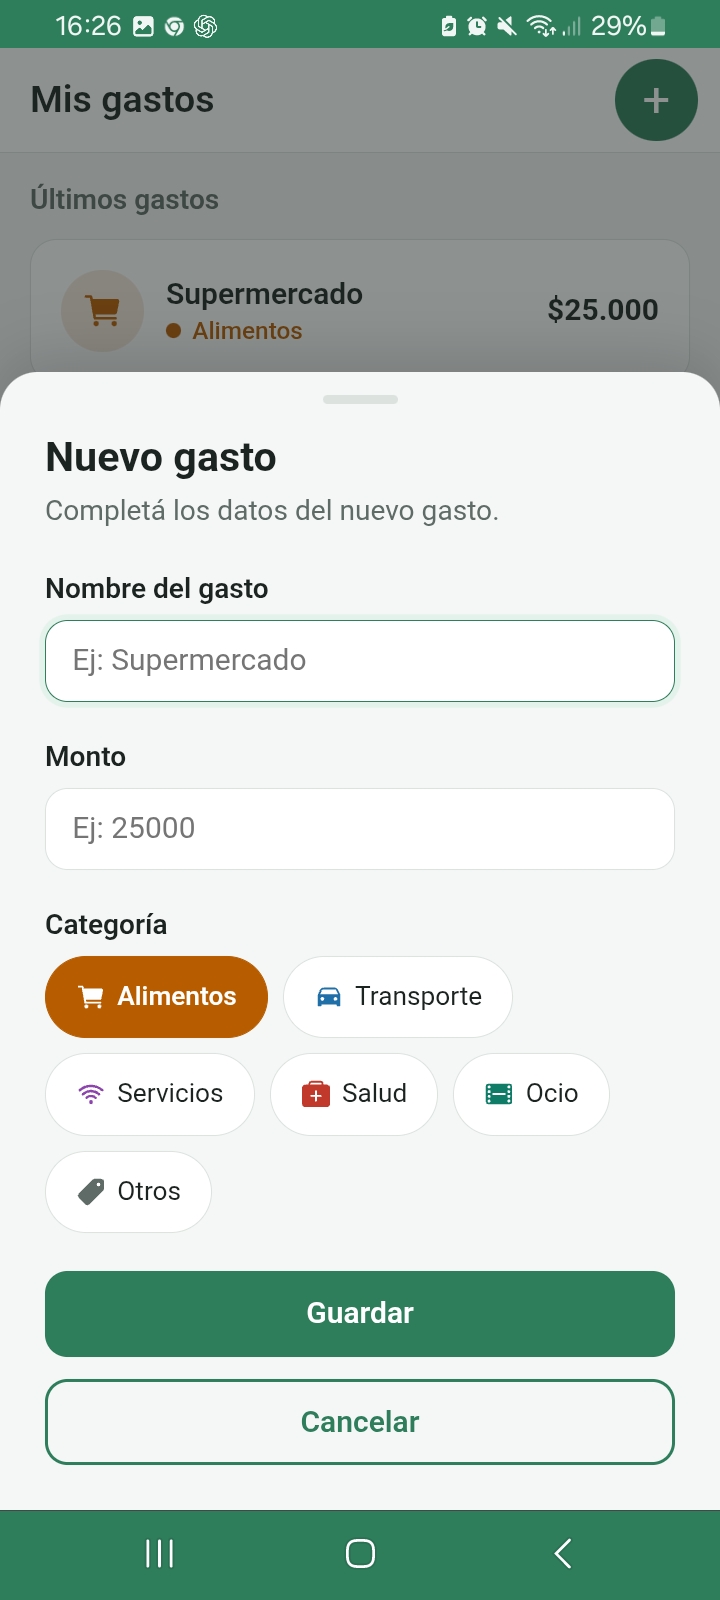 16:26 29%
Mis gastos
+
Últimos gastos
Supermercado
$25.000
Alimentos
Nuevo gasto
Completá los datos del nuevo gasto.
Nombre del gasto
Ej: Supermercado
Monto
Ej: 25000
Categoría
Alimentos Transporte
Servicios Salud Ocio
Otros
Guardar
Cancelar